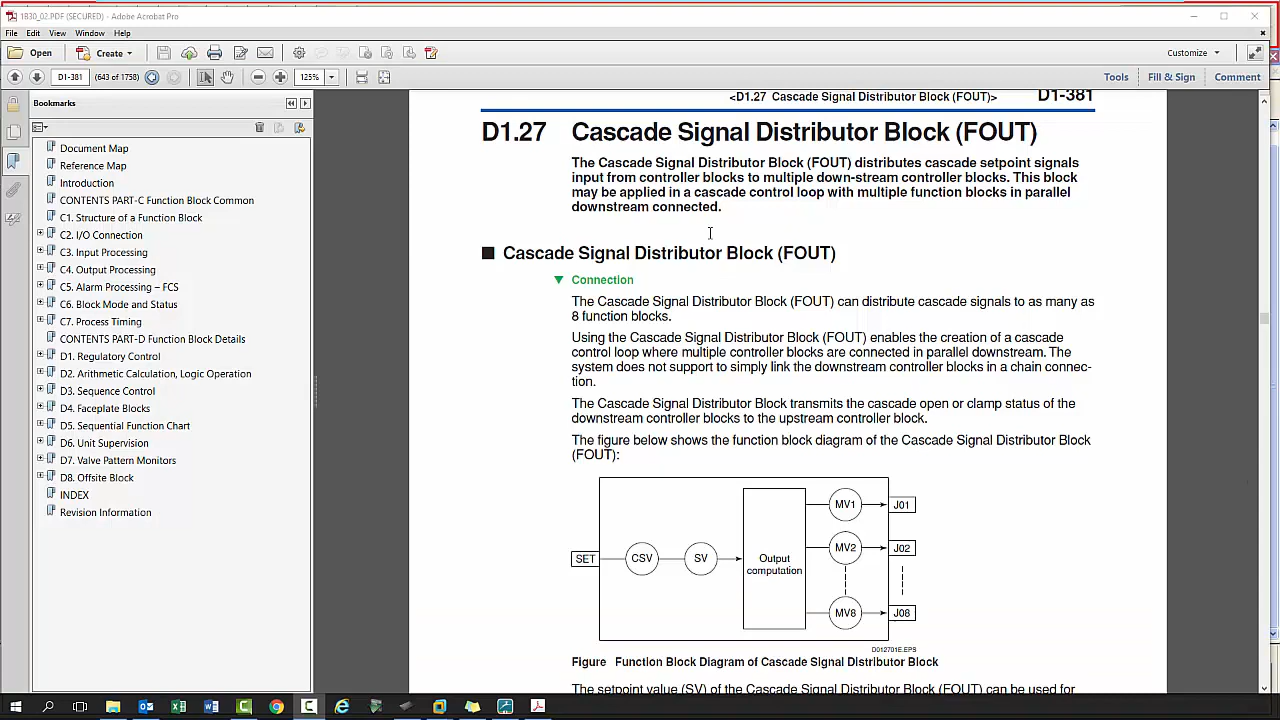 1B30_02.PDF (SECURED) - Adobe Acrobat Pro
File Edit View Window Help
Open Create Customize
D1-381 (643 of 1758) 125% Tools Fill & Sign Comment
Bookmarks
Document Map
Reference Map
Introduction
CONTENTS PART-C Function Block Common
C1. Structure of a Function Block
C2. I/O Connection
C3. Input Processing
C4. Output Processing
C5. Alarm Processing – FCS
C6. Block Mode and Status
C7. Process Timing
CONTENTS PART-D Function Block Details
D1. Regulatory Control
D2. Arithmetic Calculation, Logic Operation
D3. Sequence Control
D4. Faceplate Blocks
D5. Sequential Function Chart
D6. Unit Supervision
D7. Valve Pattern Monitors
D8. Offsite Block
INDEX
Revision Information
<D1.27 Cascade Signal Distributor Block (FOUT)> D1-381
D1.27 Cascade Signal Distributor Block (FOUT)
The Cascade Signal Distributor Block (FOUT) distributes cascade setpoint signals
input from controller blocks to multiple down-stream controller blocks. This block
may be applied in a cascade control loop with multiple function blocks in parallel
downstream connected.
■ Cascade Signal Distributor Block (FOUT)
▼ Connection
The Cascade Signal Distributor Block (FOUT) can distribute cascade signals to as many as
8 function blocks.
Using the Cascade Signal Distributor Block (FOUT) enables the creation of a cascade
control loop where multiple controller blocks are connected in parallel downstream. The
system does not support to simply link the downstream controller blocks in a chain connec-
tion.
The Cascade Signal Distributor Block transmits the cascade open or clamp status of the
downstream controller blocks to the upstream controller block.
The figure below shows the function block diagram of the Cascade Signal Distributor Block
(FOUT):
MV1 J01
MV2 J02
SET CSV SV Output
computation
MV8 J08
D012701E.EPS
Figure Function Block Diagram of Cascade Signal Distributor Block
The setpoint value (SV) of the Cascade Signal Distributor Block (FOUT) can be used for